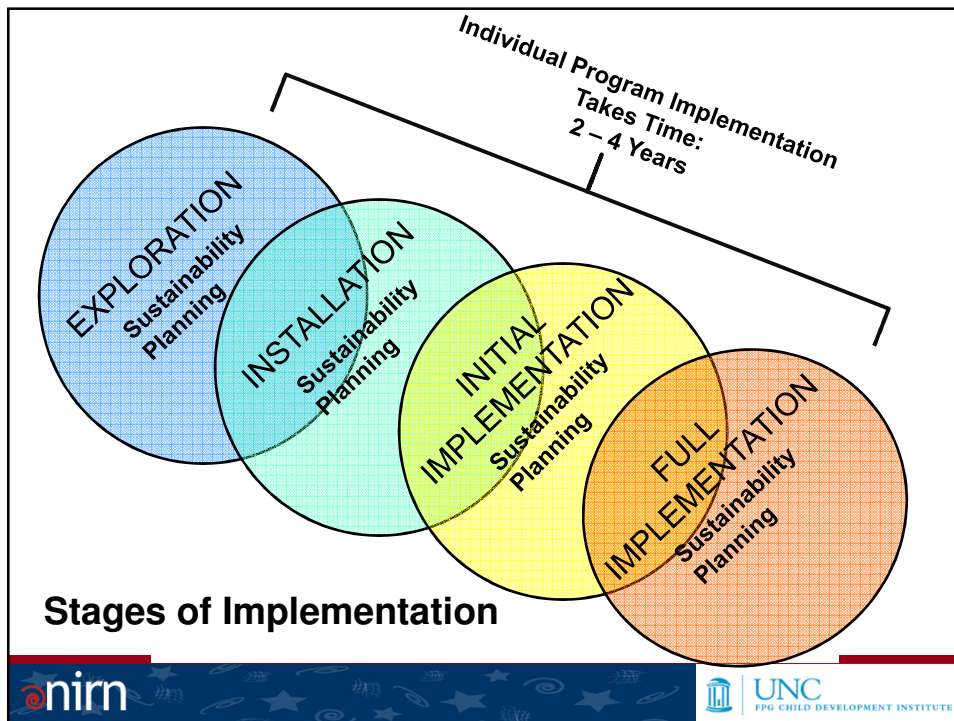 Individual Program Implementation
Takes Time:
2 – 4 Years
EXPLORATION
Sustainability
Planning
INSTALLATION
Sustainability
Planning
INITIAL
IMPLEMENTATION
Sustainability
Planning
FULL
IMPLEMENTATION
Sustainability
Planning
Stages of Implementation
nirn
UNC
FPG CHILD DEVELOPMENT INSTITUTE